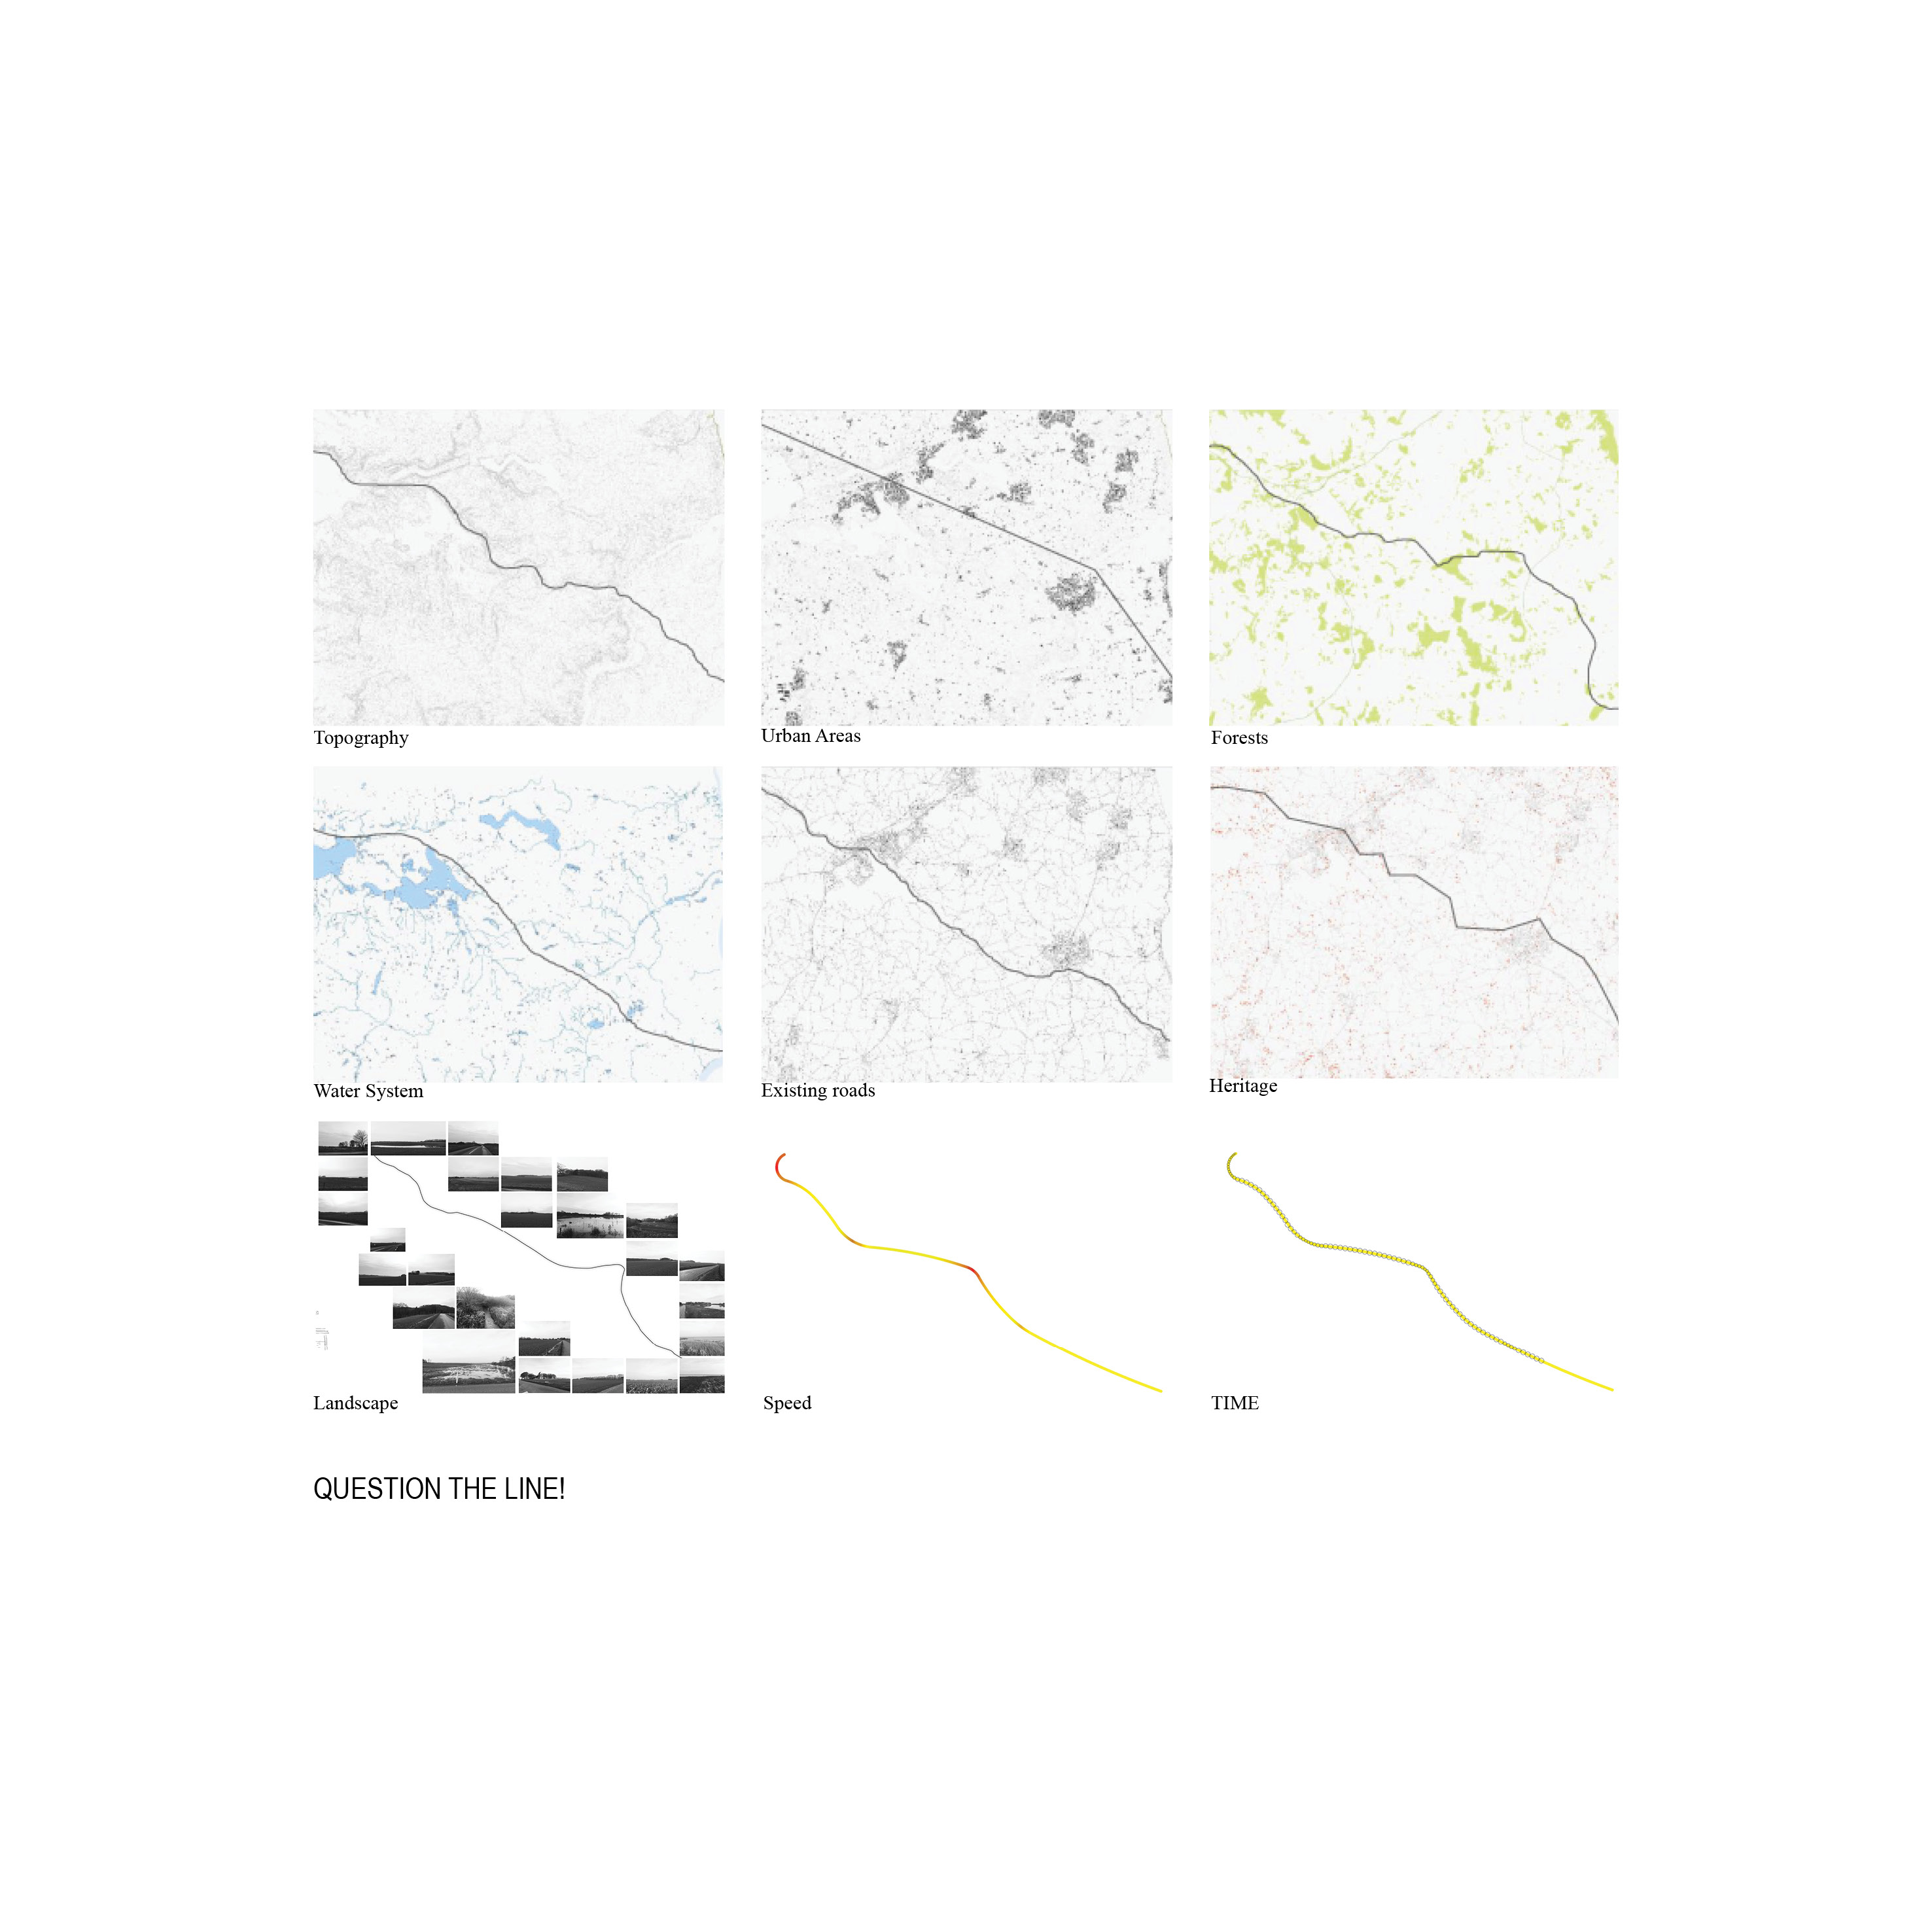 Topography
Urban Areas
Forests
Water System
Existing roads
Heritage
Landscape
Speed
TIME
QUESTION THE LINE!